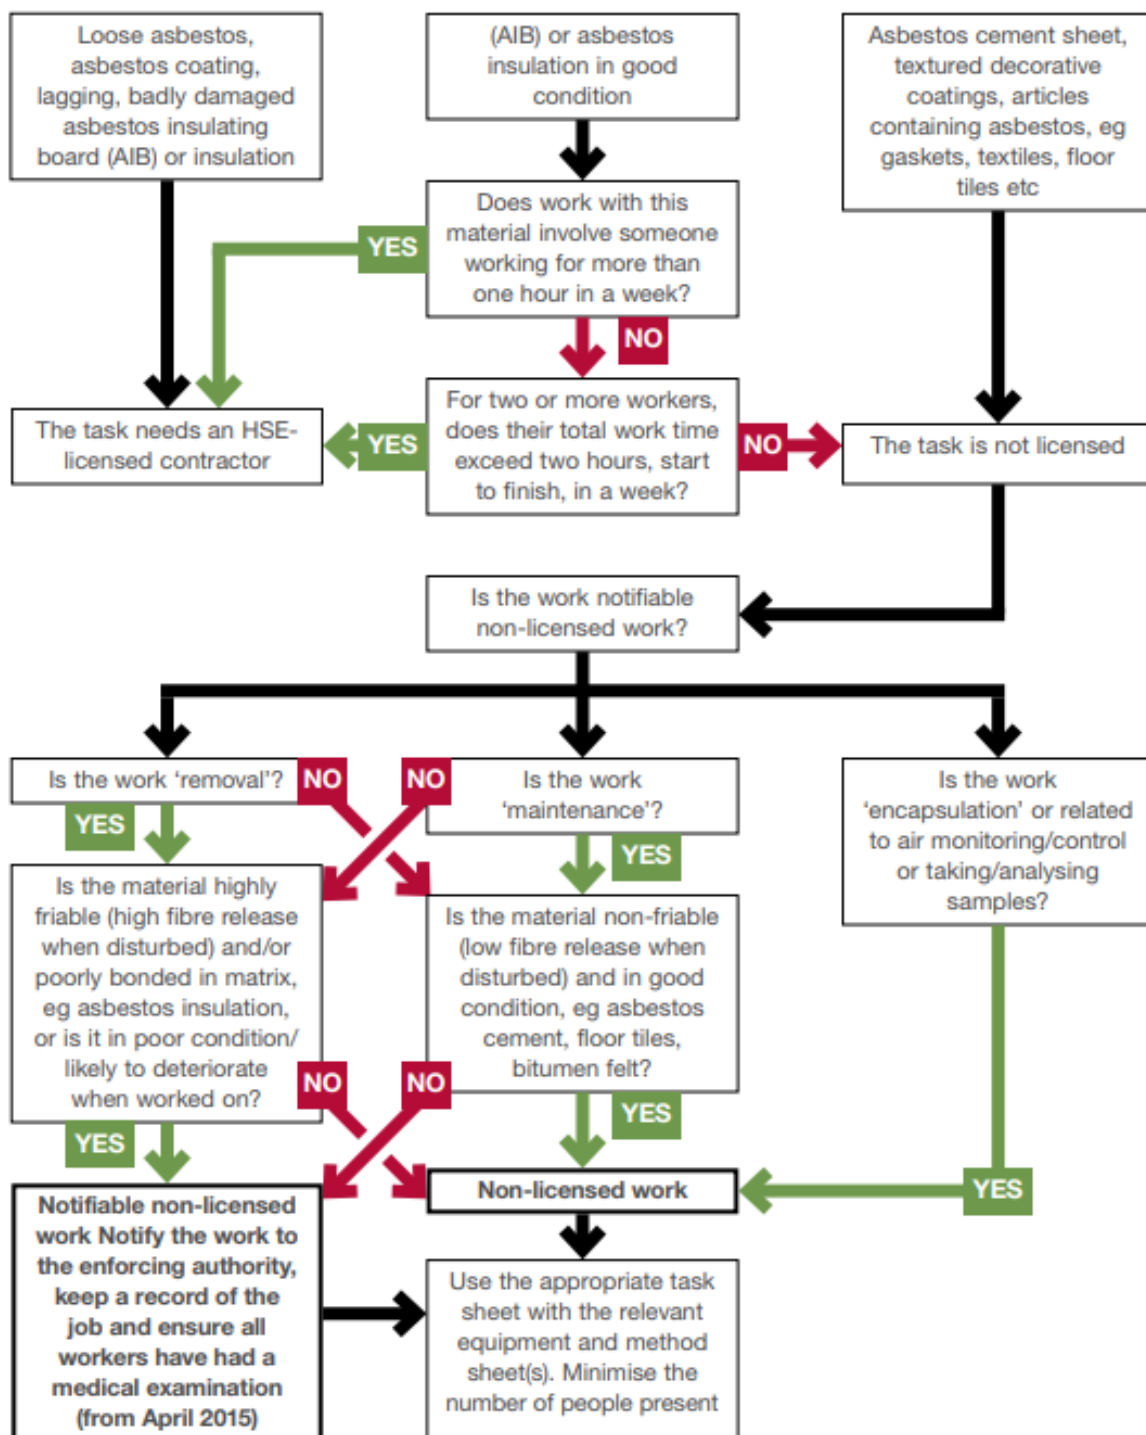 Loose asbestos,
asbestos coating,
lagging, badly damaged
asbestos insulating
board (AIB) or insulation
(AIB) or asbestos
insulation in good
condition
Asbestos cement sheet,
textured decorative
coatings, articles
containing asbestos, eg
gaskets, textiles, floor
tiles etc
Does work with this
material involve someone
working for more than
one hour in a week?
YES
NO
The task needs an HSE-
licensed contractor
YES
For two or more workers,
does their total work time
exceed two hours, start
to finish, in a week?
NO
The task is not licensed
Is the work notifiable
non-licensed work?
Is the work ‘removal’?
NO
NO
Is the work
‘maintenance’?
Is the work
‘encapsulation’ or related
to air monitoring/control
or taking/analysing
samples?
YES
YES
Is the material highly
friable (high fibre release
when disturbed) and/or
poorly bonded in matrix,
eg asbestos insulation,
or is it in poor condition/
likely to deteriorate
when worked on?
Is the material non-friable
(low fibre release when
disturbed) and in good
condition, eg asbestos
cement, floor tiles,
bitumen felt?
NO
NO
YES
YES
YES
Notifiable non-licensed
work Notify the work to
the enforcing authority,
keep a record of the
job and ensure all
workers have had a
medical examination
(from April 2015)
Non-licensed work
Use the appropriate task
sheet with the relevant
equipment and method
sheet(s). Minimise the
number of people present